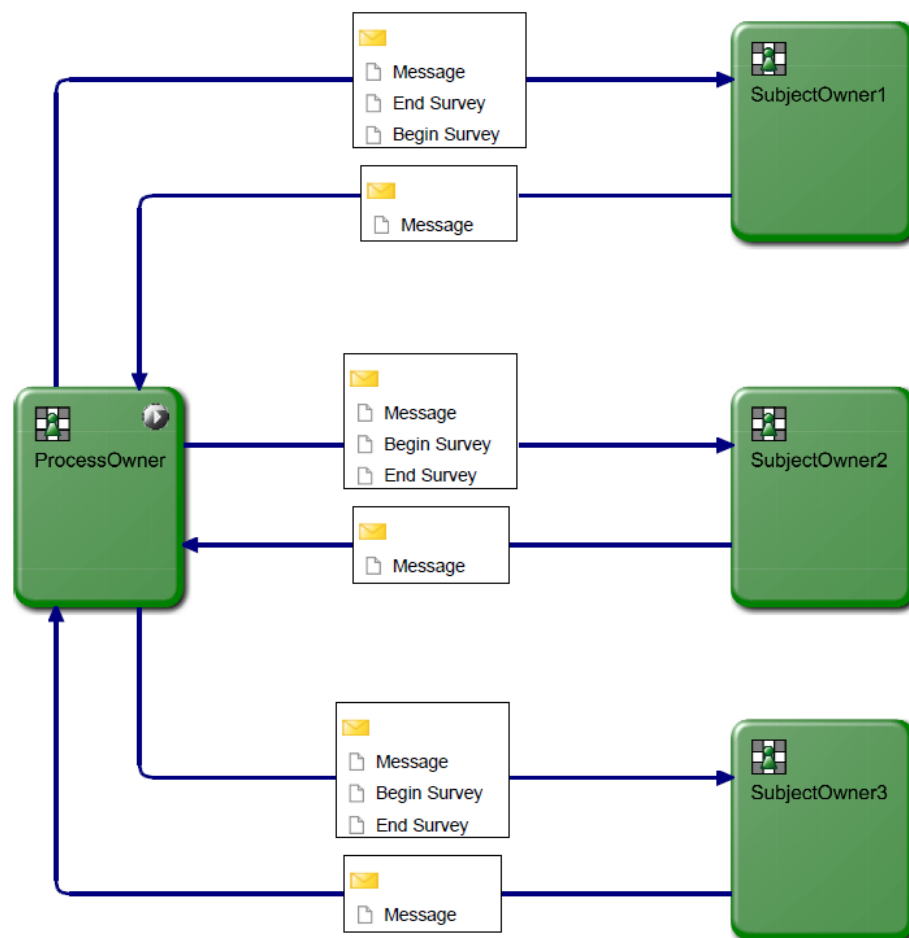 Message
End Survey
Begin Survey
SubjectOwner1
Message
ProcessOwner
Message
Begin Survey
End Survey
SubjectOwner2
Message
Message
Begin Survey
End Survey
SubjectOwner3
Message